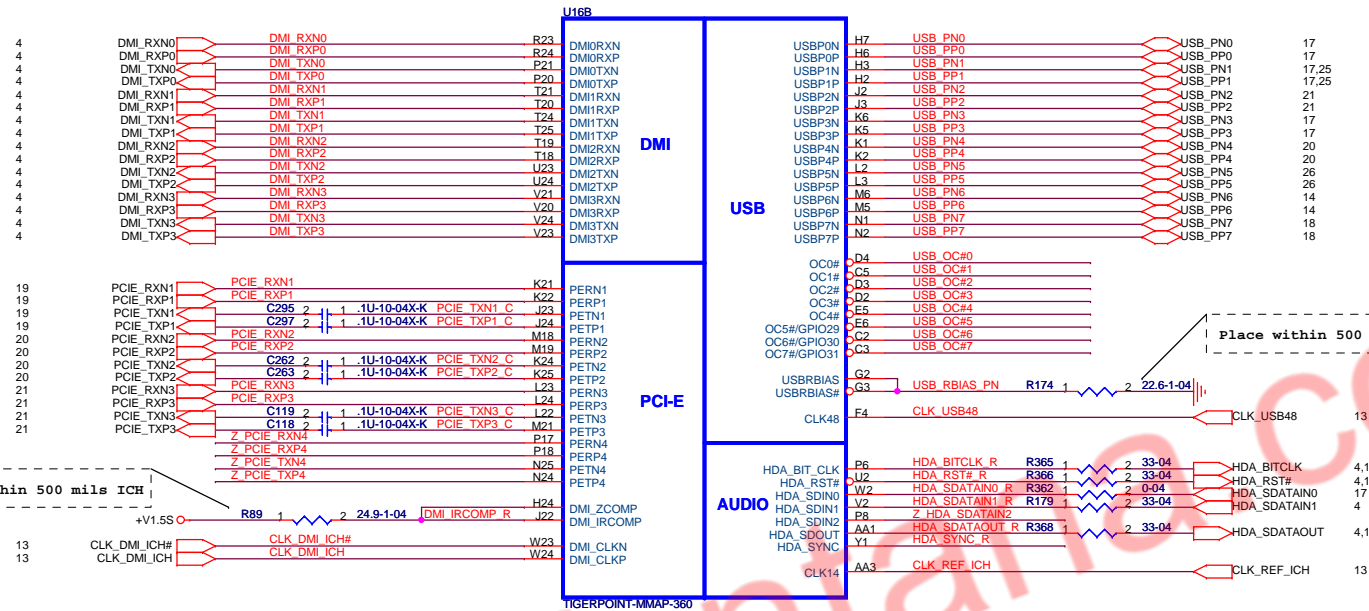 U16B
4 DMI_RXN0 DMI_RXN0 R23 DMI0RXN
4 DMI_RXP0 DMI_RXP0 R24 DMI0RXP
4 DMI_TXN0 DMI_TXN0 P21 DMI0TXN
4 DMI_TXP0 DMI_TXP0 P20 DMI0TXP
4 DMI_RXN1 DMI_RXN1 T21 DMI1RXN
4 DMI_RXP1 DMI_RXP1 T20 DMI1RXP
4 DMI_TXN1 DMI_TXN1 T24 DMI1TXN
4 DMI_TXP1 DMI_TXP1 T25 DMI1TXP
4 DMI_RXN2 DMI_RXN2 T19 DMI2RXN
4 DMI_RXP2 DMI_RXP2 T18 DMI2RXP
4 DMI_TXN2 DMI_TXN2 U23 DMI2TXN
4 DMI_TXP2 DMI_TXP2 U24 DMI2TXP
4 DMI_RXN3 DMI_RXN3 V21 DMI3RXN
4 DMI_RXP3 DMI_RXP3 V20 DMI3RXP
4 DMI_TXN3 DMI_TXN3 V24 DMI3TXN
4 DMI_TXP3 DMI_TXP3 V23 DMI3TXP
DMI
19 PCIE_RXN1 PCIE_RXN1 K21 PERN1
19 PCIE_RXP1 PCIE_RXP1 K22 PERP1
19 PCIE_TXN1 C295 2 1 .1U-10-04X-K PCIE_TXN1_C J23 PETN1
19 PCIE_TXP1 C297 2 1 .1U-10-04X-K PCIE_TXP1_C J24 PETP1
20 PCIE_RXN2 PCIE_RXN2 M18 PERN2
20 PCIE_RXP2 PCIE_RXP2 M19 PERP2
20 PCIE_TXN2 C262 2 1 .1U-10-04X-K PCIE_TXN2_C K24 PETN2
20 PCIE_TXP2 C263 2 1 .1U-10-04X-K PCIE_TXP2_C K25 PETP2
21 PCIE_RXN3 PCIE_RXN3 L23 PERN3
21 PCIE_RXP3 PCIE_RXP3 L24 PERP3
21 PCIE_TXN3 C119 2 1 .1U-10-04X-K PCIE_TXN3_C L22 PETN3
21 PCIE_TXP3 C118 2 1 .1U-10-04X-K PCIE_TXP3_C M21 PETP3
Z_PCIE_RXN4 P17 PERN4
Z_PCIE_RXP4 P18 PERP4
Z_PCIE_TXN4 N25 PETN4
Z_PCIE_TXP4 N24 PETP4
PCI-E
hin 500 mils ICH
H24 DMI_ZCOMP
+V1.5S R89 1 2 24.9-1-04 DMI_IRCOMP_R J22 DMI_IRCOMP
13 CLK_DMI_ICH# CLK_DMI_ICH# W23 DMI_CLKN
13 CLK_DMI_ICH CLK_DMI_ICH W24 DMI_CLKP
TIGERPOINT-MMAP-360
USB
USBP0N H7 USB_PN0 USB_PN0 17
USBP0P H6 USB_PP0 USB_PP0 17
USBP1N H3 USB_PN1 USB_PN1 17,25
USBP1P H2 USB_PP1 USB_PP1 17,25
USBP2N J2 USB_PN2 USB_PN2 21
USBP2P J3 USB_PP2 USB_PP2 21
USBP3N K6 USB_PN3 USB_PN3 17
USBP3P K5 USB_PP3 USB_PP3 17
USBP4N K1 USB_PN4 USB_PN4 20
USBP4P K2 USB_PP4 USB_PP4 20
USBP5N L2 USB_PN5 USB_PN5 26
USBP5P L3 USB_PP5 USB_PP5 26
USBP6N M6 USB_PN6 USB_PN6 14
USBP6P M5 USB_PP6 USB_PP6 14
USBP7N N1 USB_PN7 USB_PN7 18
USBP7P N2 USB_PP7 USB_PP7 18
OC0# D4 USB_OC#0
OC1# C5 USB_OC#1
OC2# D3 USB_OC#2
OC3# D2 USB_OC#3
OC4# E5 USB_OC#4
OC5#/GPIO29 E6 USB_OC#5
OC6#/GPIO30 C2 USB_OC#6
OC7#/GPIO31 C3 USB_OC#7
Place within 500
USBRBIAS G2
USBRBIAS# G3 USB_RBIAS_PN R174 1 2 22.6-1-04
CLK48 F4 CLK_USB48 CLK_USB48 13
AUDIO
HDA_BIT_CLK P6 HDA_BITCLK_R R365 1 2 33-04 HDA_BITCLK 4,1
HDA_RST# U2 HDA_RST#_R R366 1 2 33-04 HDA_RST# 4,1
HDA_SDIN0 W2 HDA_SDATAIN0_R R362 1 2 0-04 HDA_SDATAIN0 17
HDA_SDIN1 V2 HDA_SDATAIN1_R R179 1 2 33-04 HDA_SDATAIN1 4
HDA_SDIN2 P8 Z_HDA_SDATAIN2
HDA_SDOUT AA1 HDA_SDATAOUT_R R368 1 2 33-04 HDA_SDATAOUT 4,1
HDA_SYNC Y1 HDA_SYNC_R
CLK14 AA3 CLK_REF_ICH CLK_REF_ICH 13